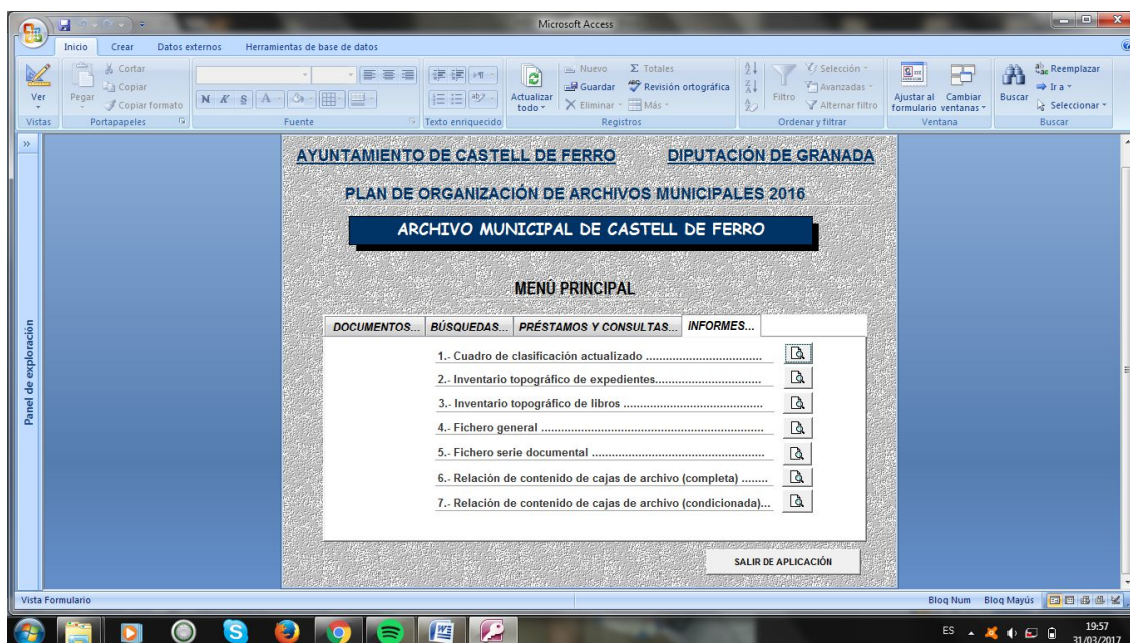 Microsoft Access
Inicio Crear Datos externos Herramientas de base de datos
Ver
Vistas
Pegar
Cortar
Copiar
Copiar formato
Portapapeles
N K S A
Fuente
Texto enriquecido
Actualizar todo
Nuevo
Guardar
Eliminar
Totales
Revisión ortográfica
Más
Registros
Filtro
Selección
Avanzadas
Alternar filtro
Ordenar y filtrar
Ajustar al formulario
Cambiar ventanas
Ventana
Buscar
Reemplazar
Ir a
Seleccionar
Buscar
Panel de exploración
AYUNTAMIENTO DE CASTELL DE FERRO DIPUTACIÓN DE GRANADA
PLAN DE ORGANIZACIÓN DE ARCHIVOS MUNICIPALES 2016
ARCHIVO MUNICIPAL DE CASTELL DE FERRO
MENÚ PRINCIPAL
DOCUMENTOS... BÚSQUEDAS... PRÉSTAMOS Y CONSULTAS... INFORMES...
1.- Cuadro de clasificación actualizado ...................................
2.- Inventario topográfico de expedientes................................
3.- Inventario topográfico de libros ..........................................
4.- Fichero general ...................................................................
5.- Fichero serie documental ....................................................
6.- Relación de contenido de cajas de archivo (completa) ........
7.- Relación de contenido de cajas de archivo (condicionada)...
SALIR DE APLICACIÓN
Vista Formulario Bloq Num Bloq Mayús
ES 19:57
31/03/2017